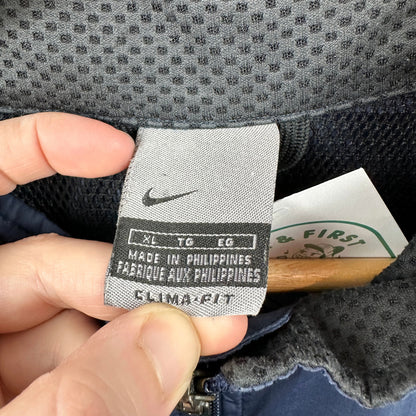 XL TG EG
MADE IN PHILIPPINES
FABRIQUE AUX PHILIPPINES
CLIMA-FIT
& FIRST